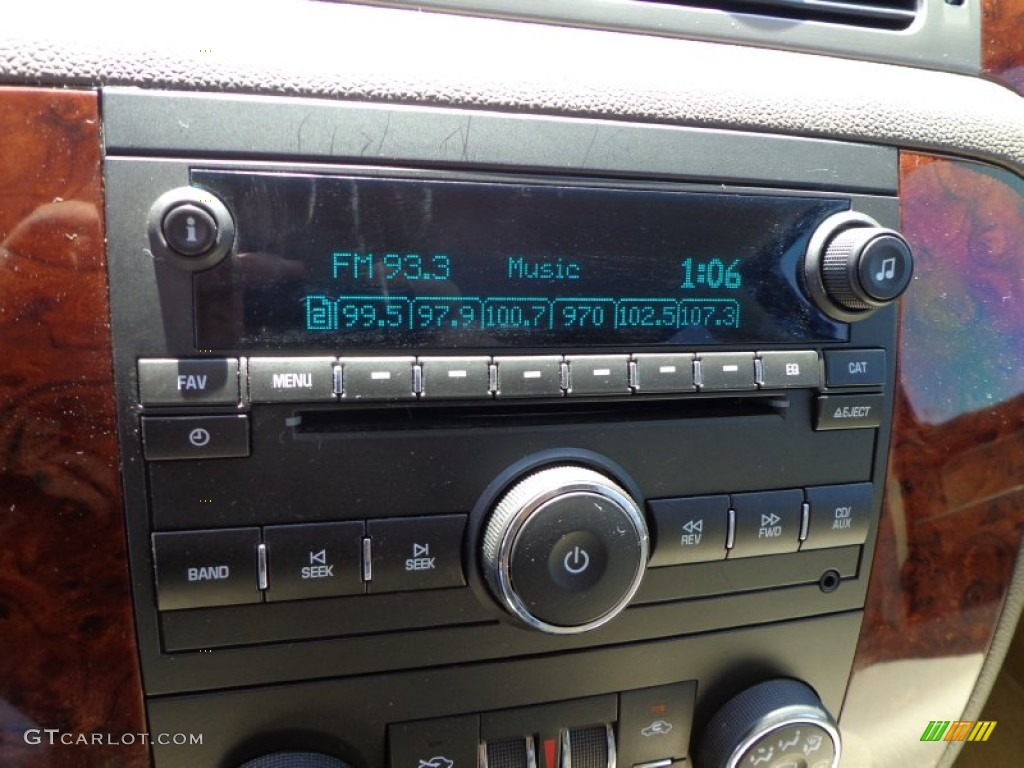 FM 93.3 Music 1:06
2 99.5 97.9 100.7 970 102.5 107.3
FAV MENU EQ CAT
EJECT
BAND SEEK SEEK REV FWD CD/
AUX
GTCARLOT.COM